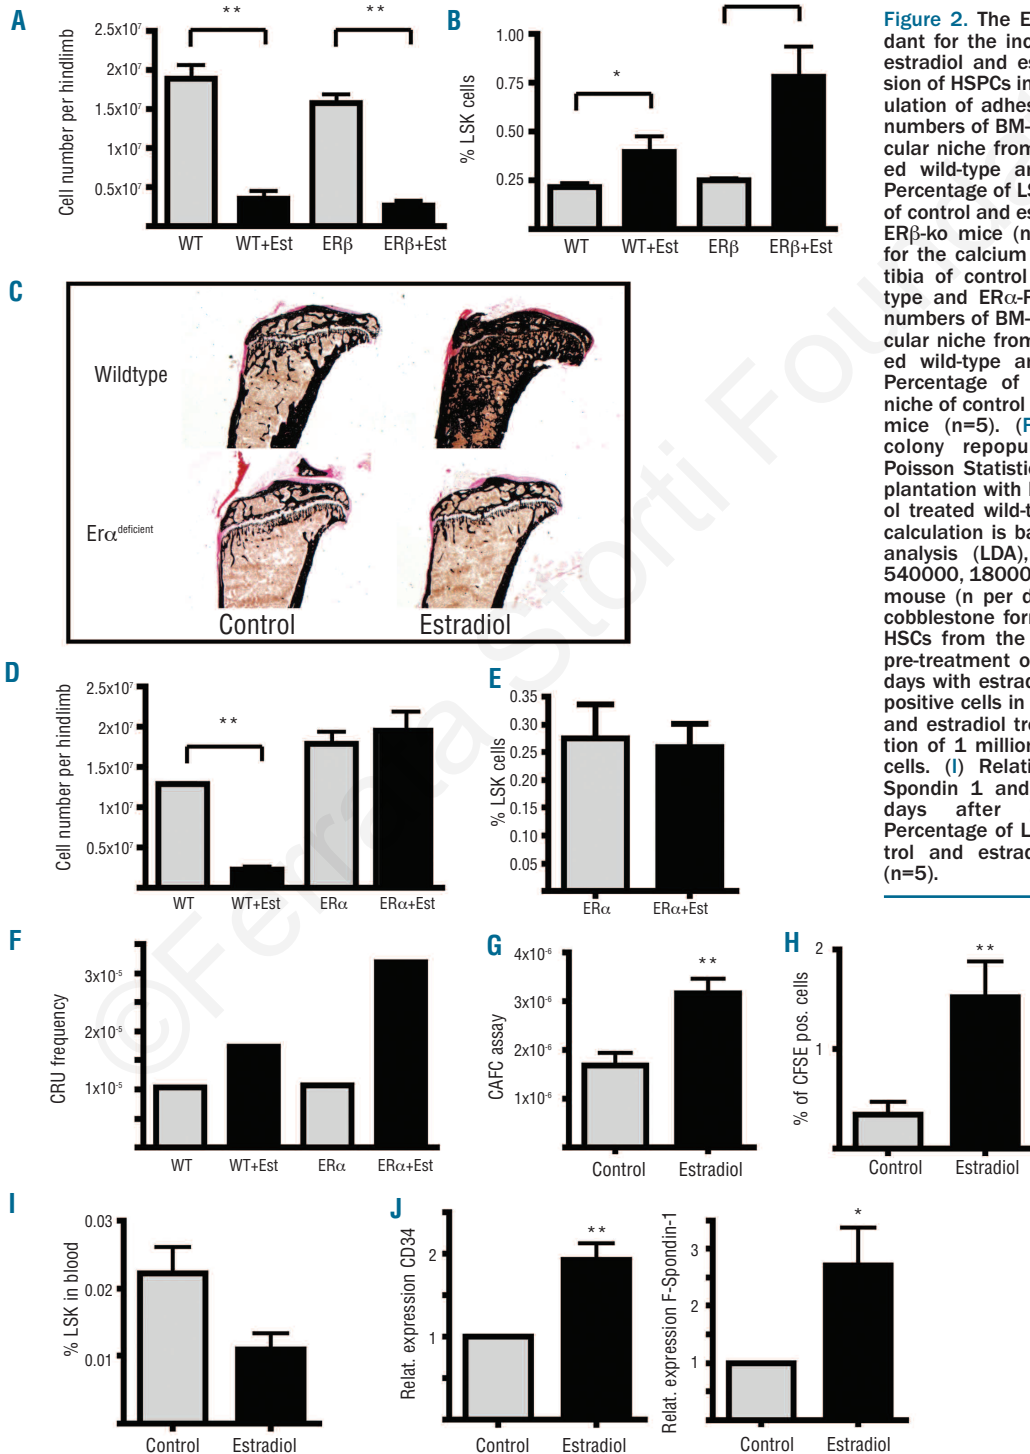 A
2.5x10⁷
2x10⁷
1.5x10⁷
1x10⁷
0.5x10⁷
Cell number per hindlimb
**
**
WT
WT+Est
ERβ
ERβ+Est
B
1.00
0.75
0.50
0.25
% LSK cells
*
WT
WT+Est
ERβ
ERβ+Est
C
Wildtype
Erα deficient
Control
Estradiol
D
2.5x10⁷
2x10⁷
1.5x10⁷
1x10⁷
0.5x10⁷
Cell number per hindlimb
**
WT
WT+Est
ERα
ERα+Est
E
0.35
0.30
0.25
0.20
0.15
0.10
0.05
% LSK cells
ERα
ERα+Est
F
3x10⁻⁵
2x10⁻⁵
1x10⁻⁵
CRU frequency
WT
WT+Est
ERα
ERα+Est
G
4x10⁻⁶
3x10⁻⁶
2x10⁻⁶
1x10⁻⁶
CAFC assay
**
Control
Estradiol
H
2
1
% of CFSE pos. cells
**
Control
Estradiol
I
0.03
0.02
0.01
% LSK in blood
Control
Estradiol
J
2
1
Relat. expression CD34
**
Control
Estradiol
3
2
1
Relat. expression F-Spondin-1
*
Control
Estradiol
Figure 2. The E
dant for the inc
estradiol and es
sion of HSPCs in
ulation of adhes
numbers of BM-
cular niche from
ed wild-type ar
Percentage of LS
of control and es
ERβ-ko mice (n
for the calcium
tibia of control
type and ERα-F
numbers of BM-
cular niche from
ed wild-type ar
Percentage of
niche of control
mice (n=5). (F
colony repopu
Poisson Statistic
plantation with l
ol treated wild-t
calculation is ba
analysis (LDA),
540000, 18000
mouse (n per d
cobblestone forn
HSCs from the
pre-treatment o
days with estrad
positive cells in
and estradiol tre
tion of 1 million
cells. (I) Relati
Spondin 1 and
days after
Percentage of L
trol and estrad
(n=5).
©Ferrata Storti Foun